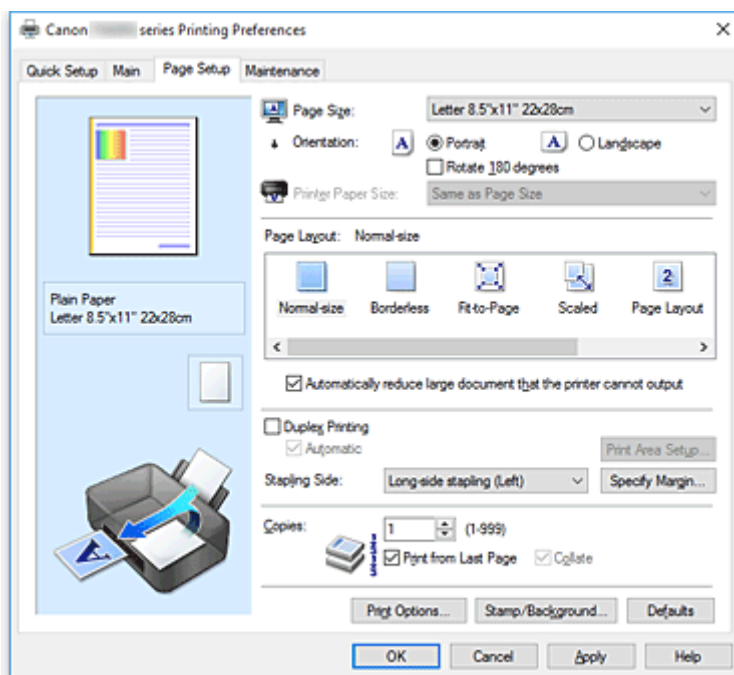 Canon series Printing Preferences
Quick Setup Main Page Setup Maintenance
Page Size: Letter 8.5"x11" 22x28cm
Orientation: A Portrait A Landscape
Rotate 180 degrees
Printer Paper Size: Same as Page Size
Page Layout: Normal-size
Normal-size Borderless Fit-to-Page Scaled Page Layout
Plain Paper
Letter 8.5"x11" 22x28cm
Automatically reduce large document that the printer cannot output
Duplex Printing
Automatic Print Area Setup...
Stapling Side: Long-side stapling (Left) Specify Margin...
Copies: 1 (1-999)
Print from Last Page Collate
Print Options... Stamp/Background... Defaults
OK Cancel Apply Help